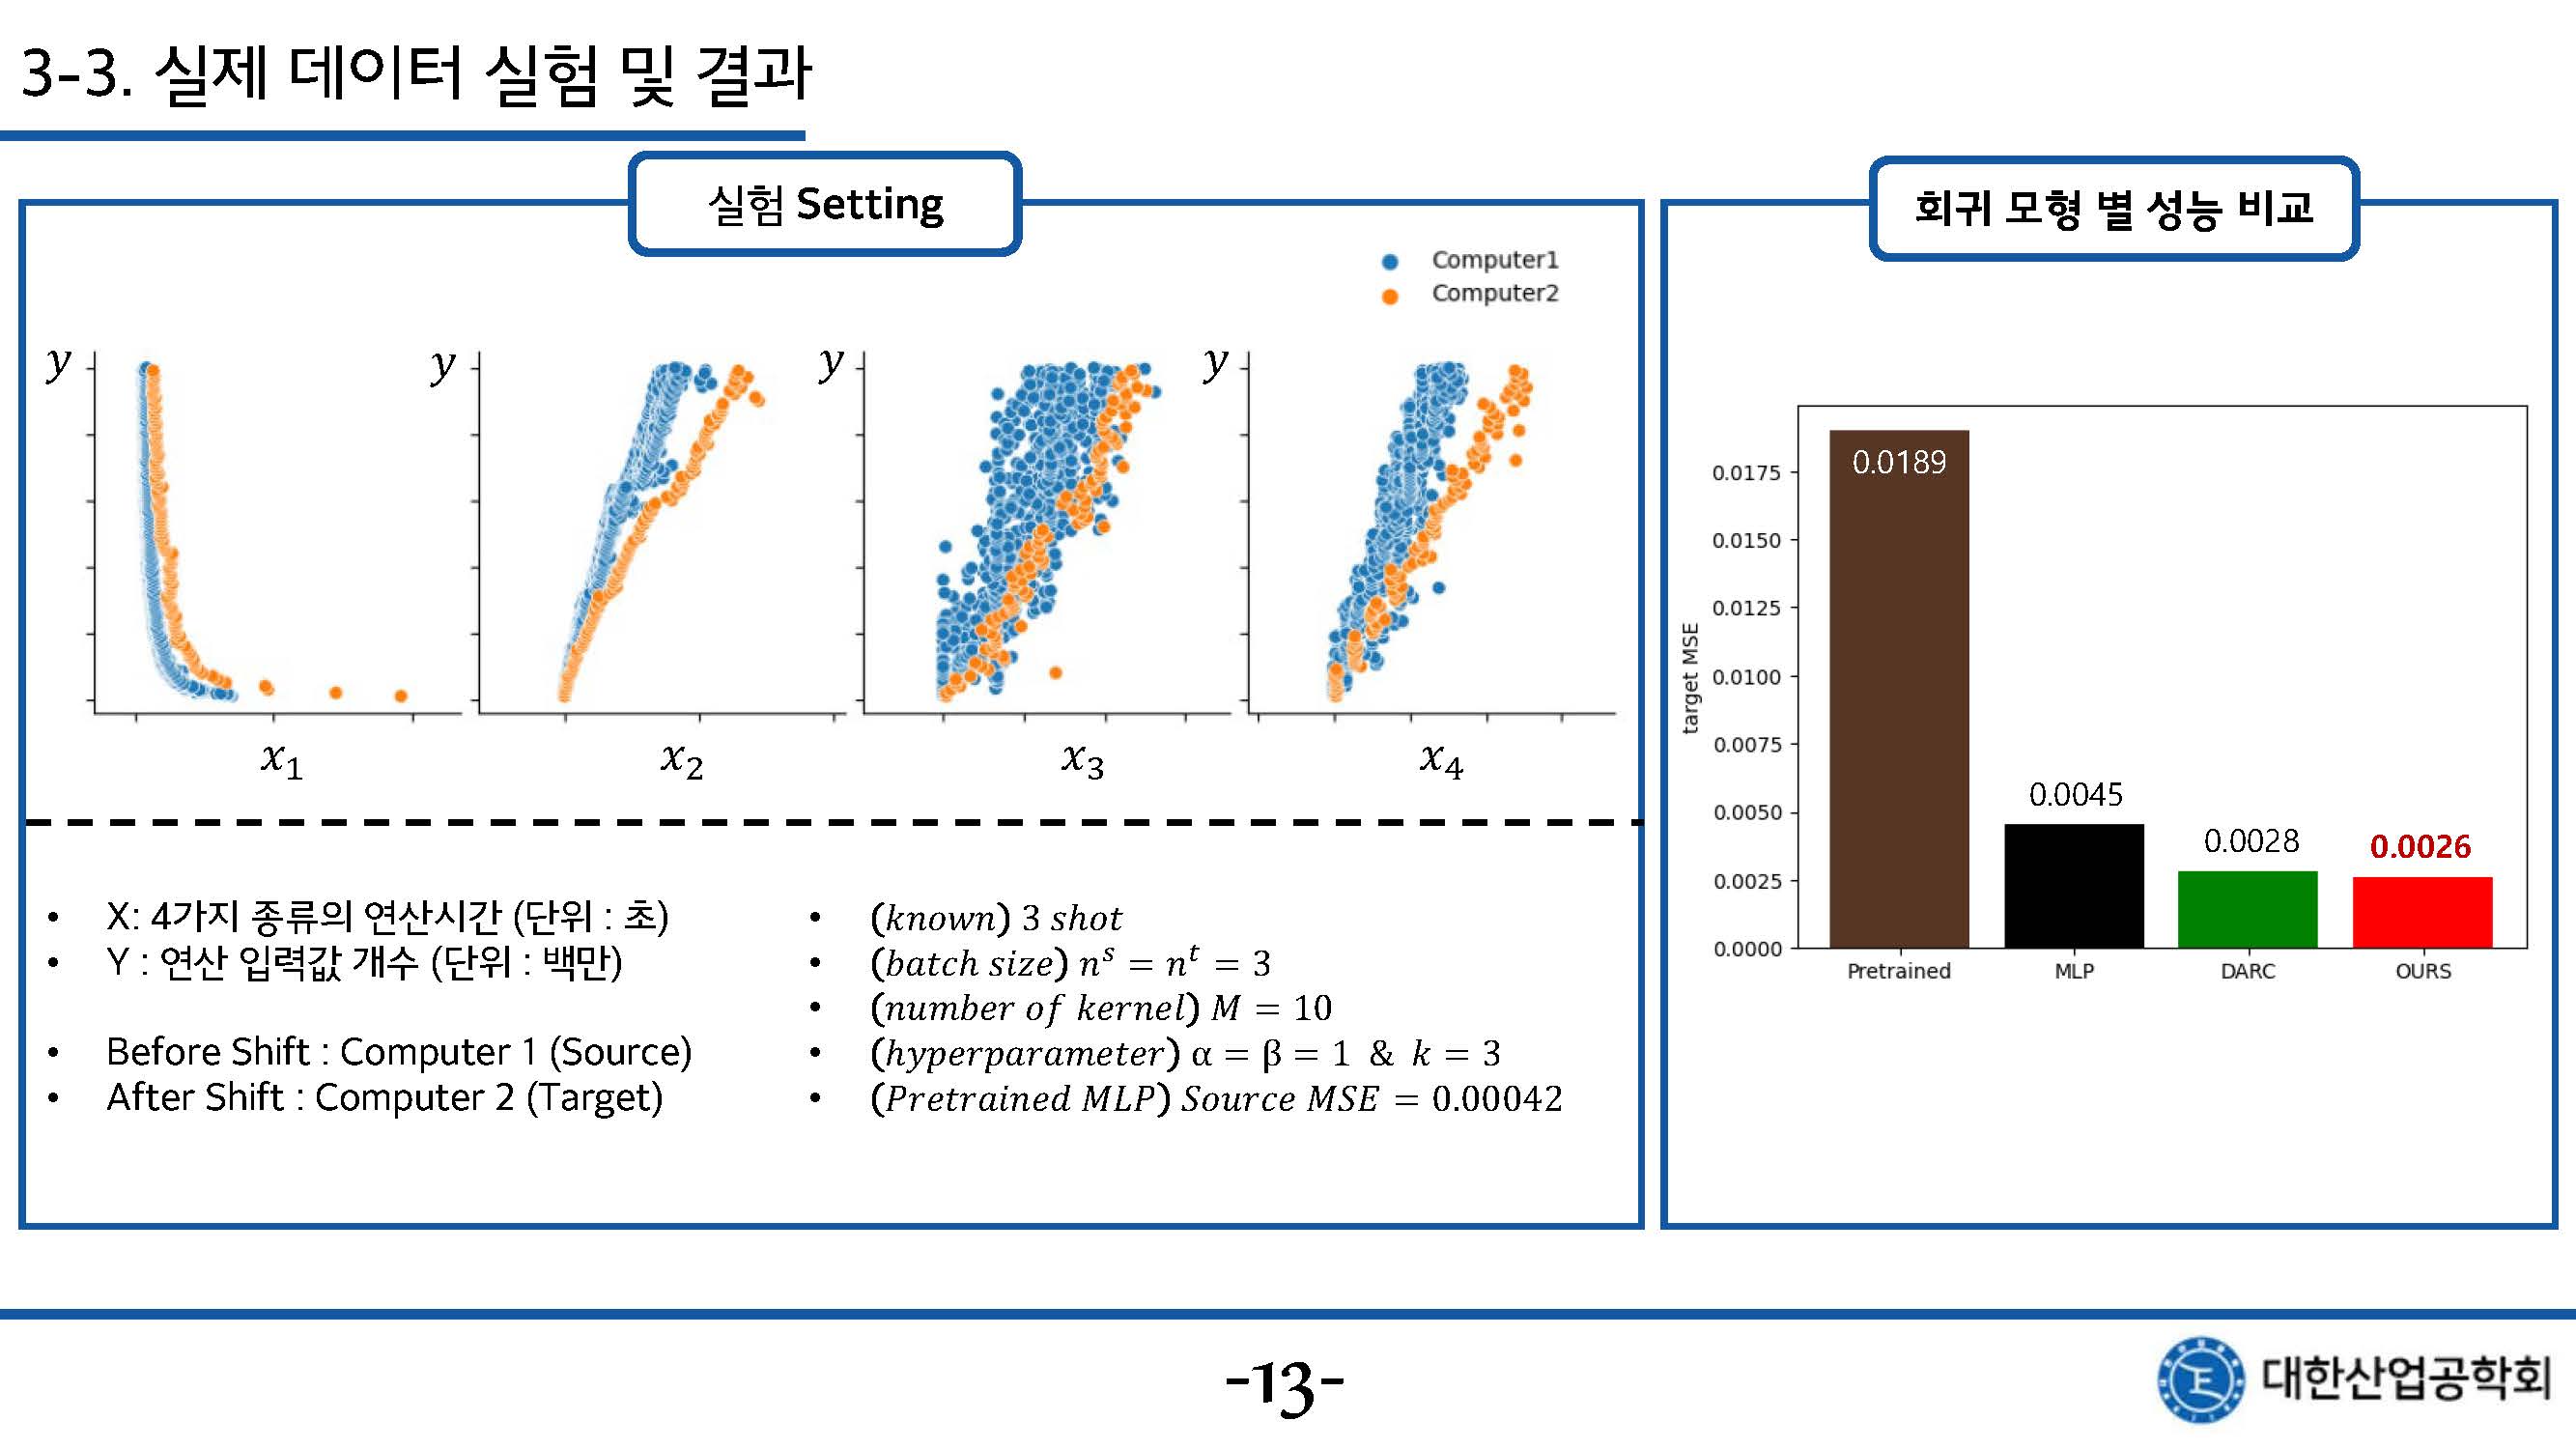 3-3. 실제 데이터 실험 및 결과
실험 Setting
Computer1
Computer2
y
y
y
y
x₁
x₂
x₃
x₄
• X: 4가지 종류의 연산시간 (단위 : 초)
• Y : 연산 입력값 개수 (단위 : 백만)
• Before Shift : Computer 1 (Source)
• After Shift : Computer 2 (Target)
• (known) 3 shot
• (batch size) nˢ = nᵗ = 3
• (number of kernel) M = 10
• (hyperparameter) α = β = 1 & k = 3
• (Pretrained MLP) Source MSE = 0.00042
회귀 모형 별 성능 비교
target MSE
0.0175
0.0150
0.0125
0.0100
0.0075
0.0050
0.0025
0.0000
0.0189
0.0045
0.0028
0.0026
Pretrained
MLP
DARC
OURS
-13-
대한산업공학회